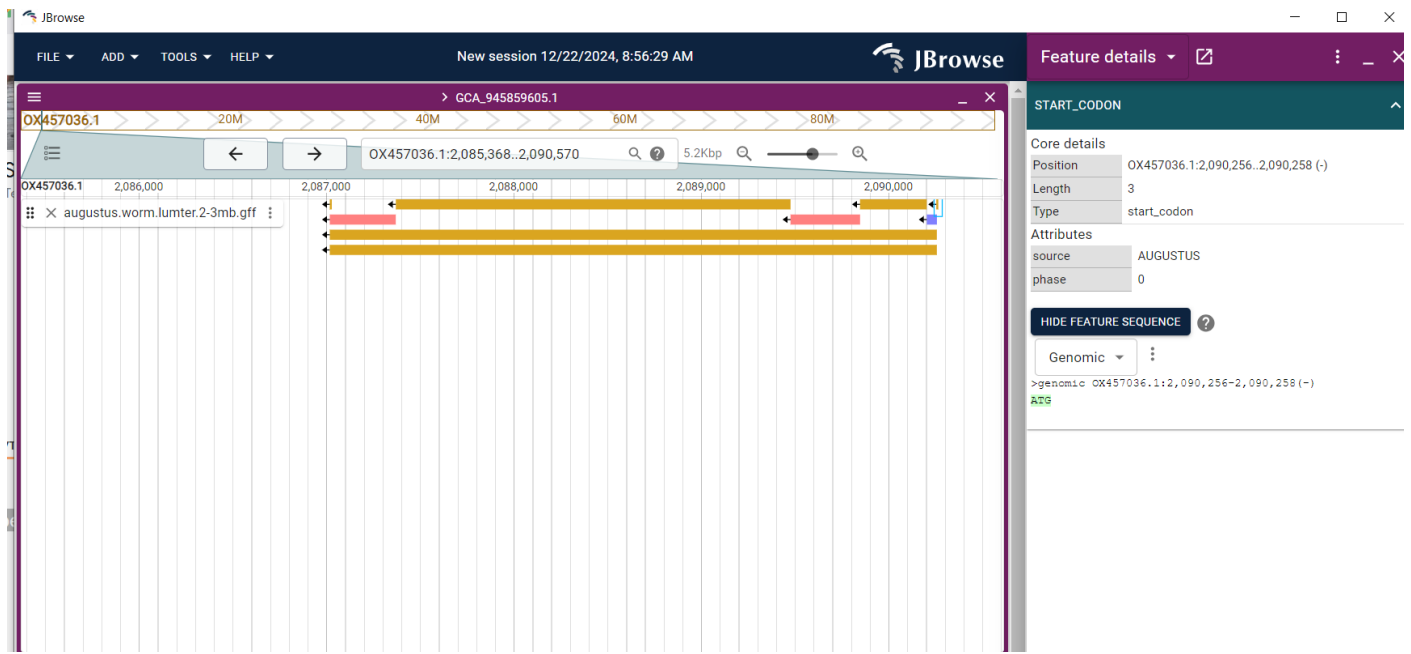 JBrowse
FILE ADD TOOLS HELP New session 12/22/2024, 8:56:29 AM JBrowse
GCA_945859605.1
OX457036.1 20M 40M 60M 80M
OX457036.1:2,085,368..2,090,570 5.2Kbp
OX457036.1 2,086,000 2,087,000 2,088,000 2,089,000 2,090,000
augustus.worm.lumter.2-3mb.gff
Feature details
START_CODON
Core details
Position OX457036.1:2,090,256..2,090,258 (-)
Length 3
Type start_codon
Attributes
source AUGUSTUS
phase 0
HIDE FEATURE SEQUENCE
Genomic
>genomic OX457036.1:2,090,256-2,090,258(-)
ATG